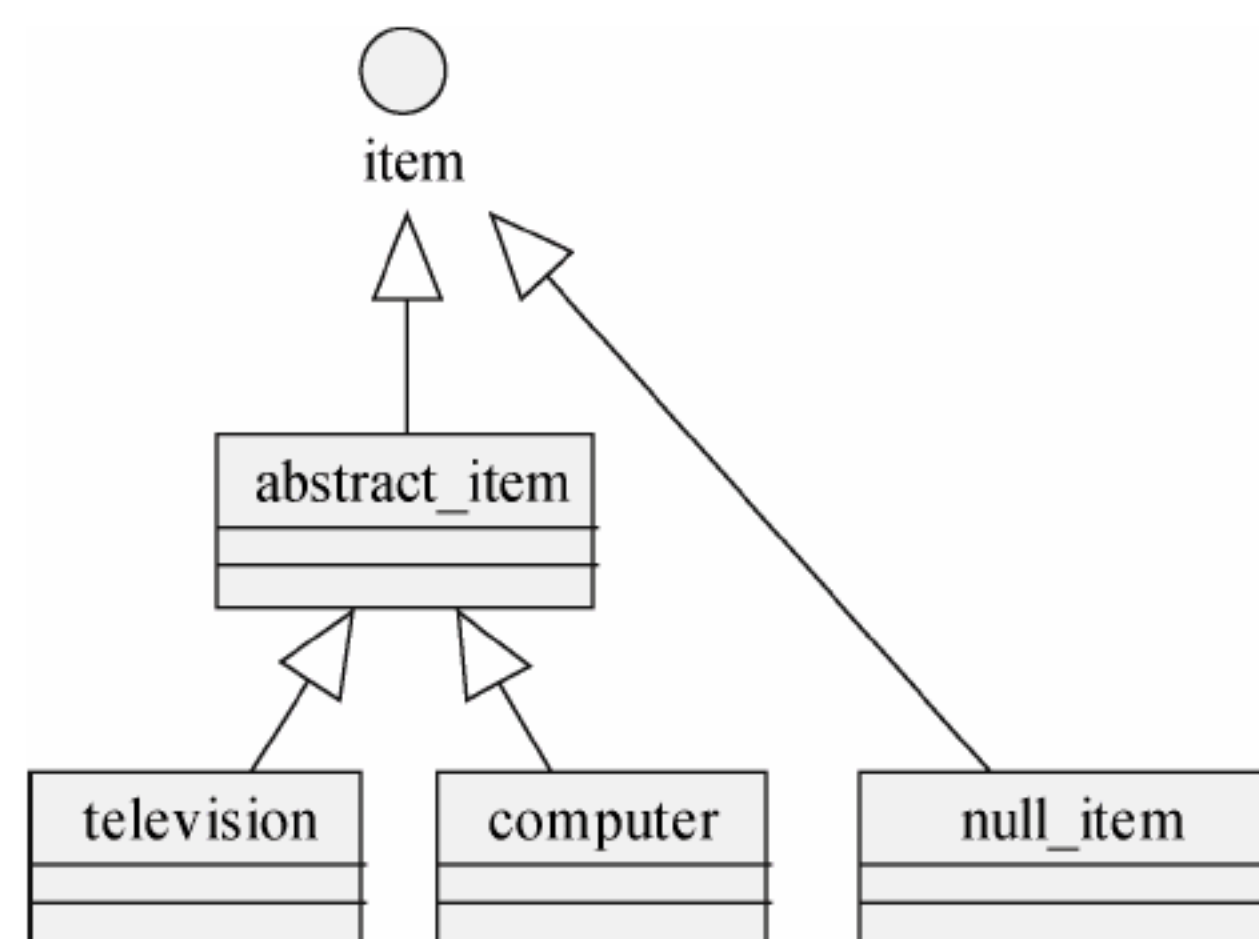 item
abstract_item
television
computer
null_item